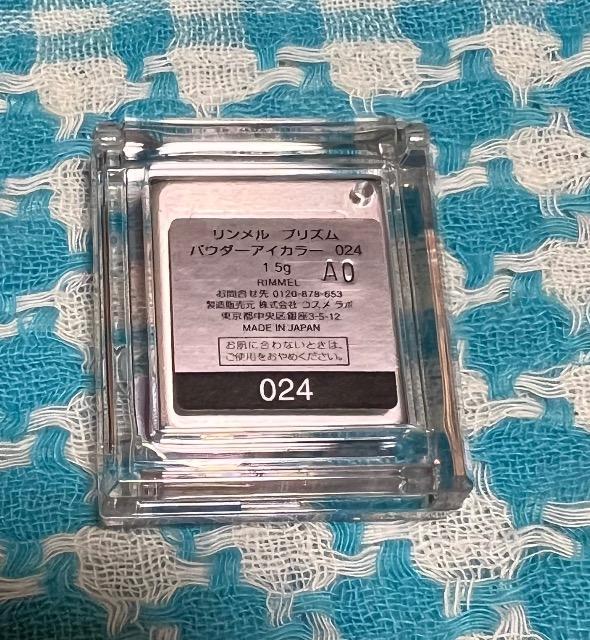 リンメル プリズム
パウダーアイカラー 024
1.5g A0
RIMMEL
お問合せ先 0120-878-653
製造販売元 株式会社 コスメ ラボ
東京都中央区銀座3-5-12
MADE IN JAPAN
お肌に合わないときは、
ご使用をおやめください。
024